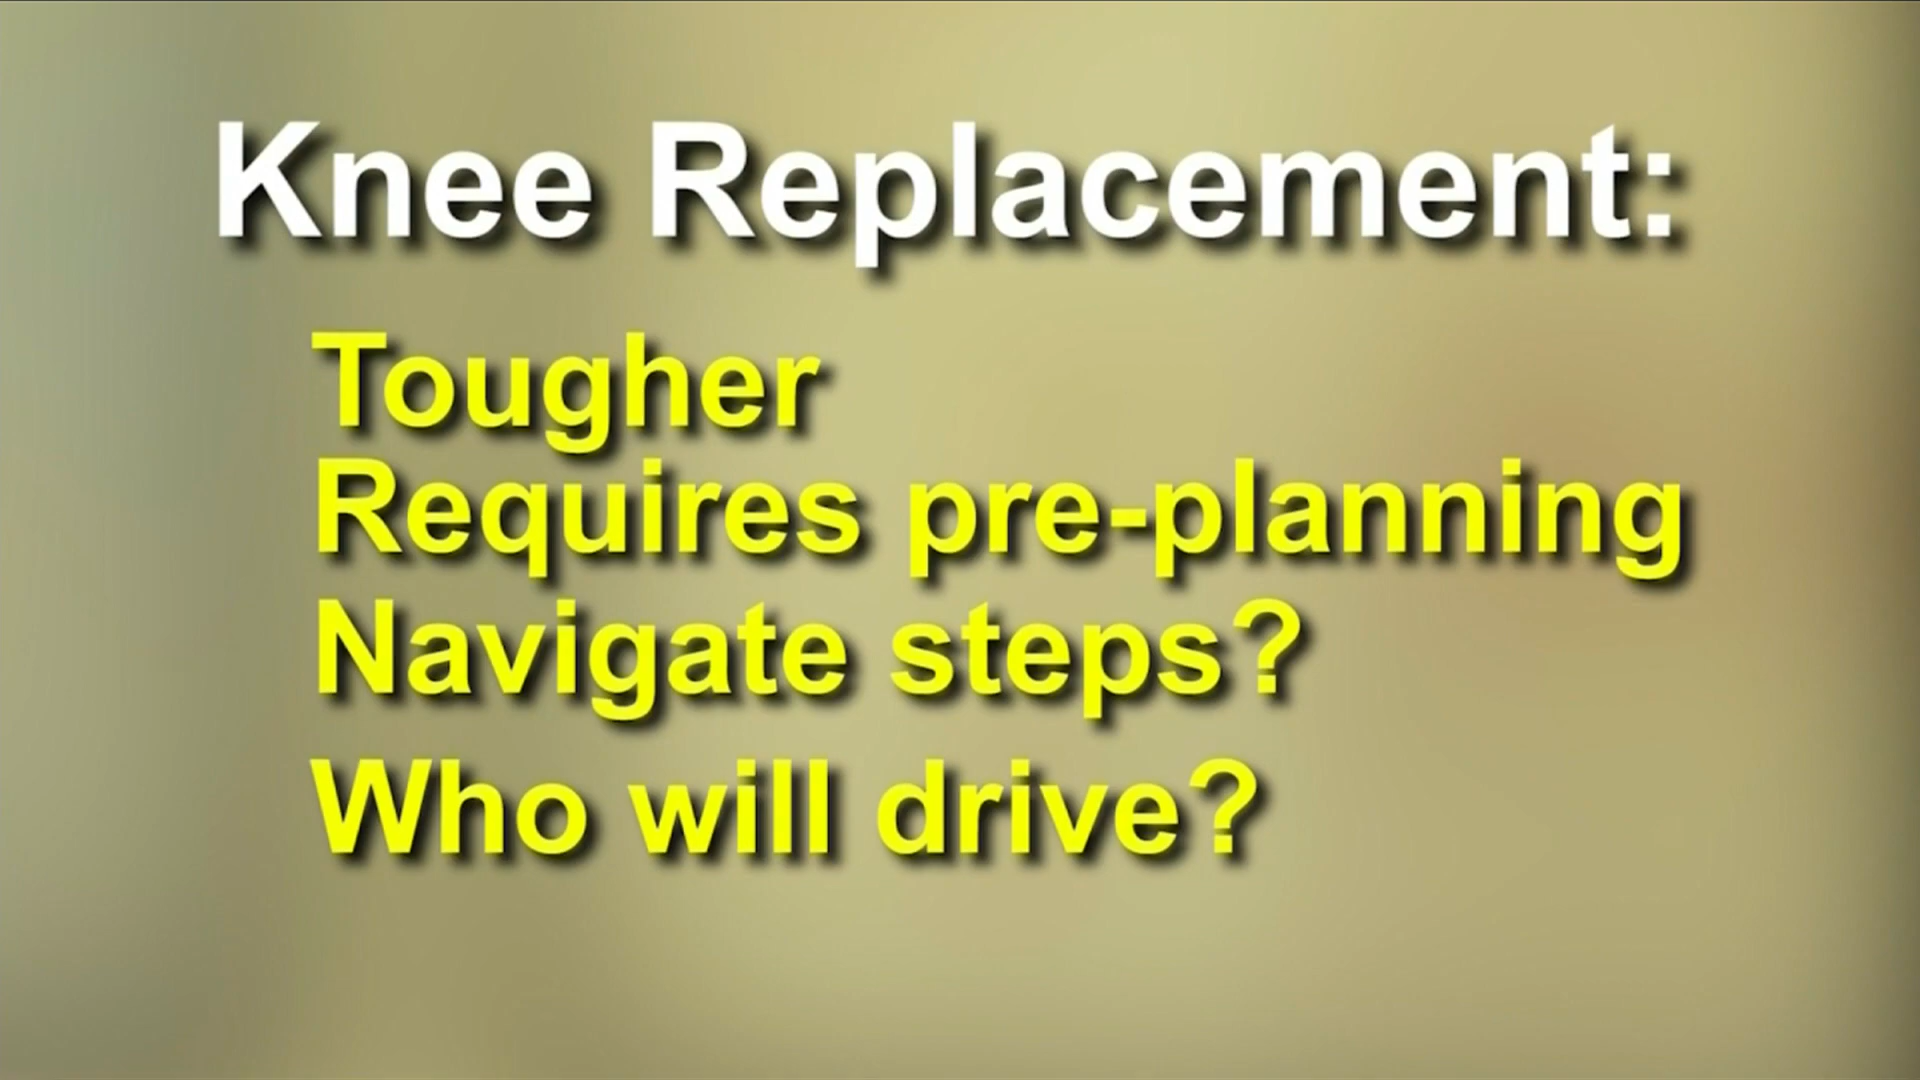 Knee Replacement:
Tougher
Requires pre-planning
Navigate steps?
Who will drive?